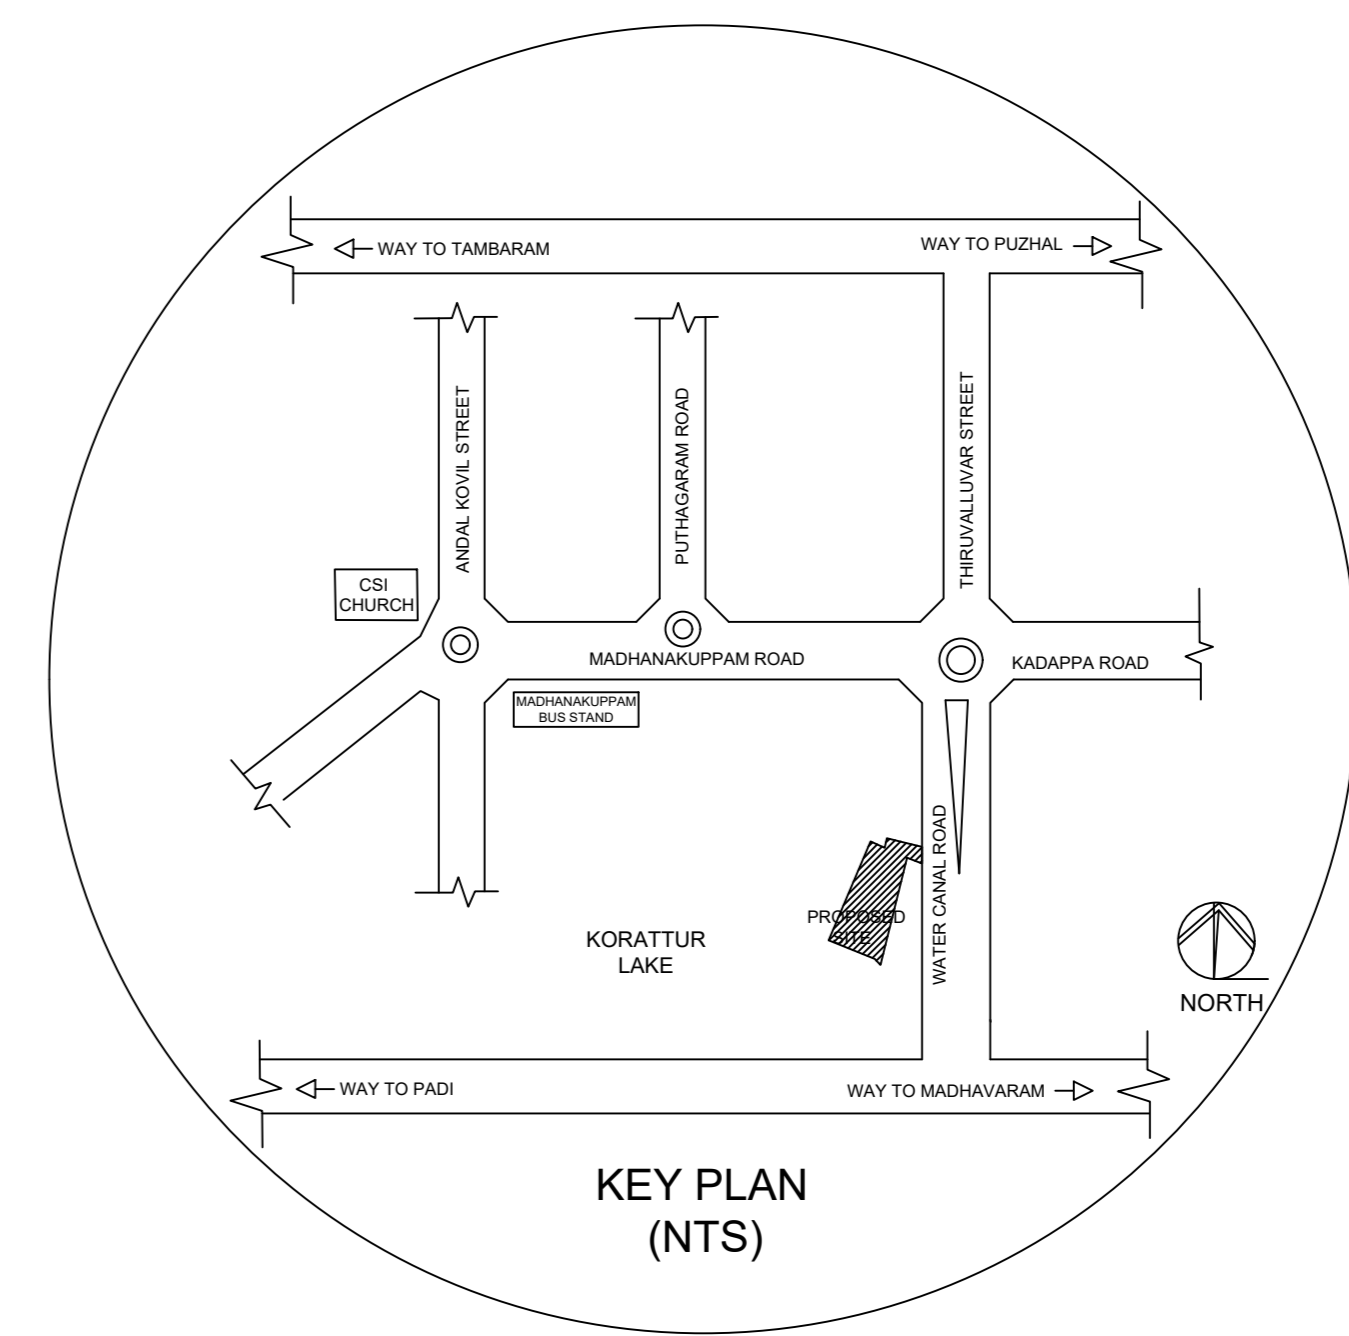 WAY TO TAMBARAM
WAY TO PUZHAL
ANDAL KOVIL STREET
PUTHAGARAM ROAD
THIRUVALLUVAR STREET
CSI
CHURCH
MADHANAKUPPAM ROAD
KADAPPA ROAD
MADHANAKUPPAM
BUS STAND
WATER CANAL ROAD
PROPOSED
SITE
KORATTUR
LAKE
NORTH
WAY TO PADI
WAY TO MADHAVARAM
KEY PLAN
(NTS)